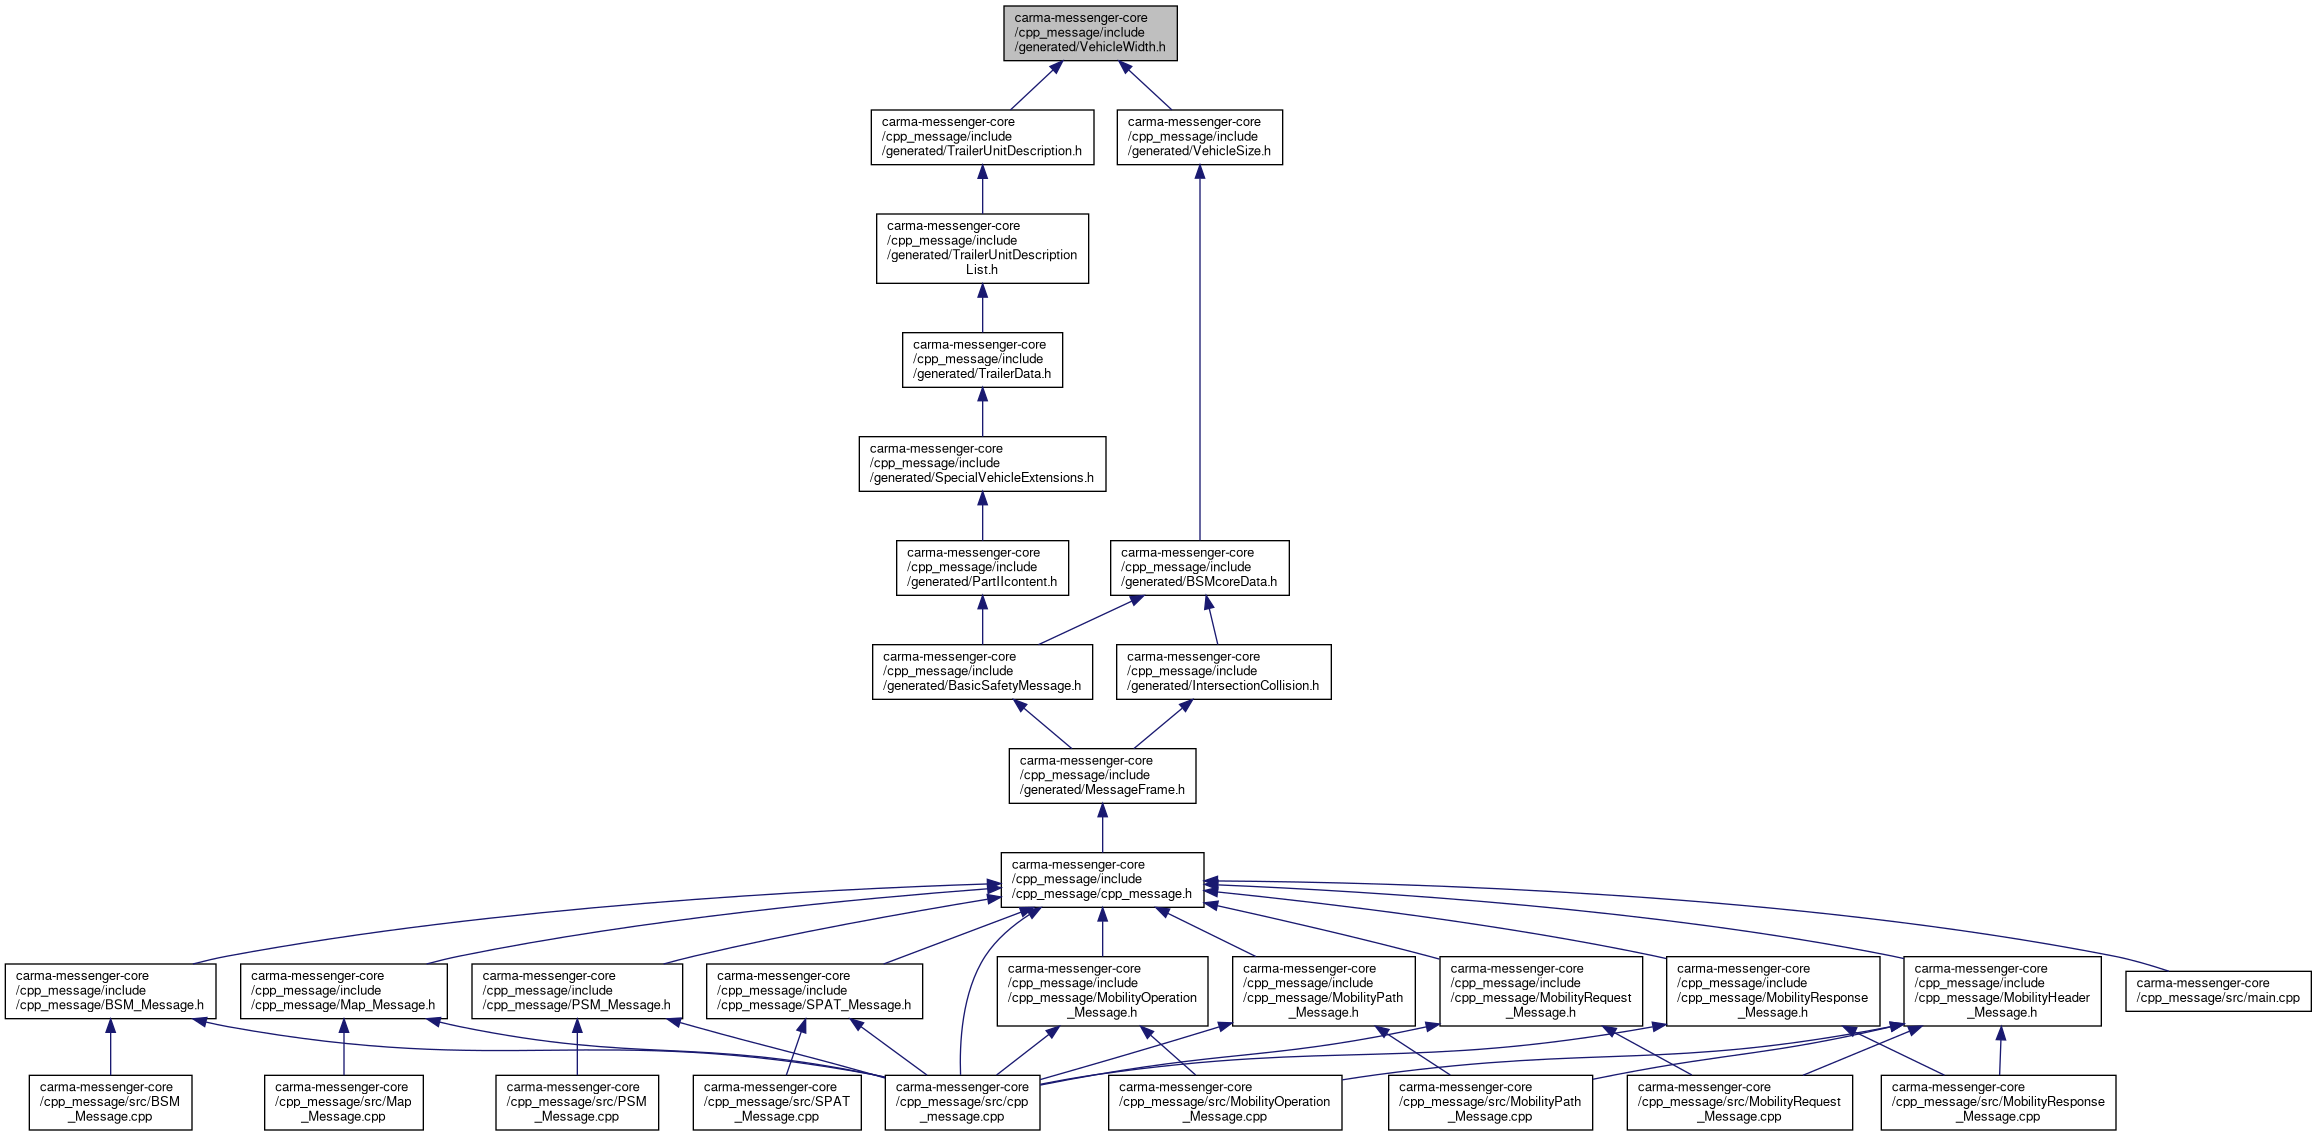 carma-messenger-core
/cpp_message/include
/generated/VehicleWidth.h
carma-messenger-core
/cpp_message/include
/generated/TrailerUnitDescription.h
carma-messenger-core
/cpp_message/include
/generated/VehicleSize.h
carma-messenger-core
/cpp_message/include
/generated/TrailerUnitDescription
List.h
carma-messenger-core
/cpp_message/include
/generated/TrailerData.h
carma-messenger-core
/cpp_message/include
/generated/SpecialVehicleExtensions.h
carma-messenger-core
/cpp_message/include
/generated/PartIIcontent.h
carma-messenger-core
/cpp_message/include
/generated/BSMcoreData.h
carma-messenger-core
/cpp_message/include
/generated/BasicSafetyMessage.h
carma-messenger-core
/cpp_message/include
/generated/IntersectionCollision.h
carma-messenger-core
/cpp_message/include
/generated/MessageFrame.h
carma-messenger-core
/cpp_message/include
/cpp_message/cpp_message.h
carma-messenger-core
/cpp_message/include
/cpp_message/BSM_Message.h
carma-messenger-core
/cpp_message/include
/cpp_message/Map_Message.h
carma-messenger-core
/cpp_message/include
/cpp_message/PSM_Message.h
carma-messenger-core
/cpp_message/include
/cpp_message/SPAT_Message.h
carma-messenger-core
/cpp_message/include
/cpp_message/MobilityOperation
_Message.h
carma-messenger-core
/cpp_message/include
/cpp_message/MobilityPath
_Message.h
carma-messenger-core
/cpp_message/include
/cpp_message/MobilityRequest
_Message.h
carma-messenger-core
/cpp_message/include
/cpp_message/MobilityResponse
_Message.h
carma-messenger-core
/cpp_message/include
/cpp_message/MobilityHeader
_Message.h
carma-messenger-core
/cpp_message/src/main.cpp
carma-messenger-core
/cpp_message/src/BSM
_Message.cpp
carma-messenger-core
/cpp_message/src/Map
_Message.cpp
carma-messenger-core
/cpp_message/src/PSM
_Message.cpp
carma-messenger-core
/cpp_message/src/SPAT
_Message.cpp
carma-messenger-core
/cpp_message/src/cpp
_message.cpp
carma-messenger-core
/cpp_message/src/MobilityOperation
_Message.cpp
carma-messenger-core
/cpp_message/src/MobilityPath
_Message.cpp
carma-messenger-core
/cpp_message/src/MobilityRequest
_Message.cpp
carma-messenger-core
/cpp_message/src/MobilityResponse
_Message.cpp